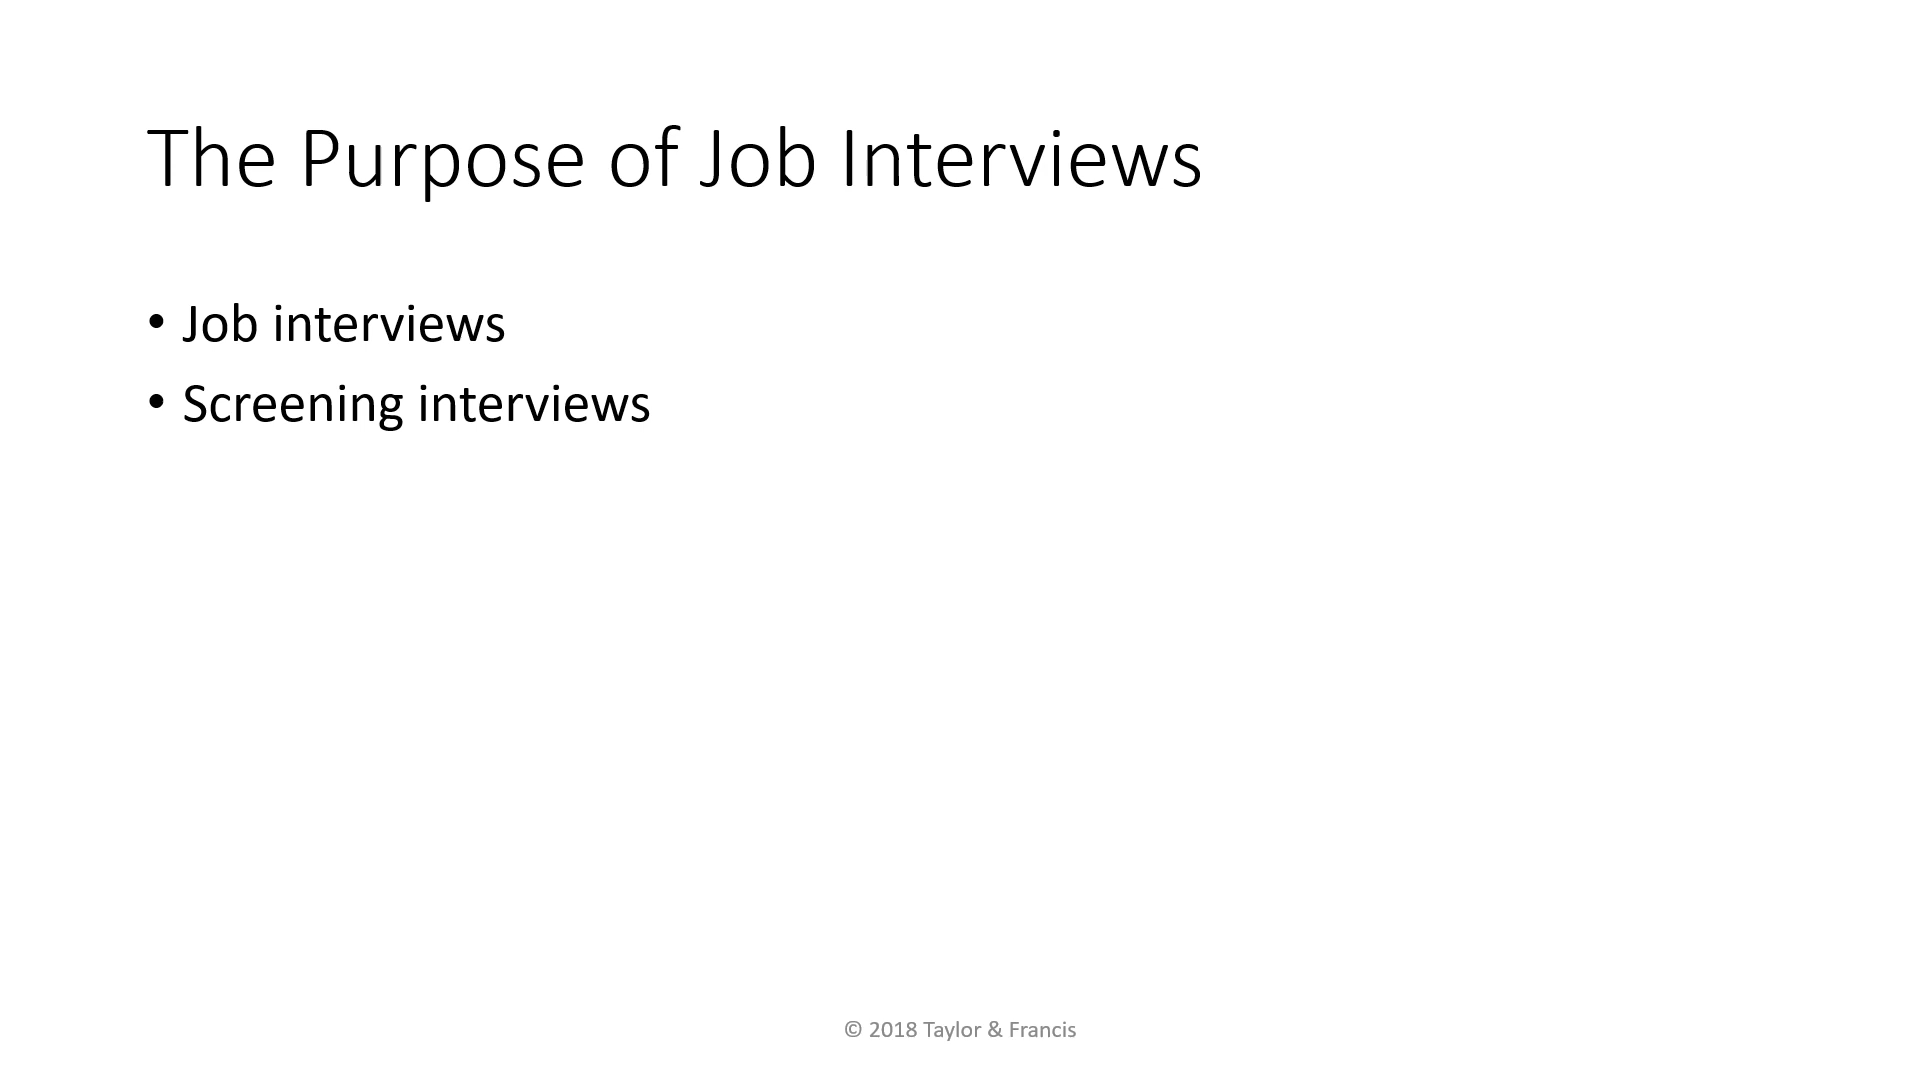 The Purpose of Job Interviews
• Job interviews
• Screening interviews
© 2018 Taylor & Francis